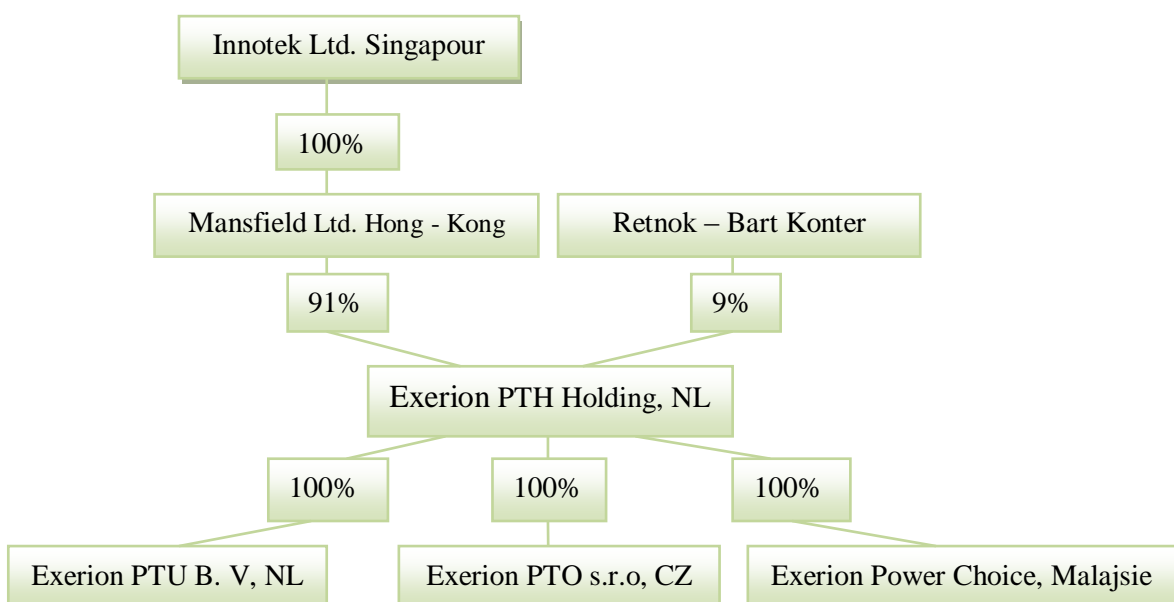 Innotek Ltd. Singapour
100%
Mansfield Ltd. Hong - Kong
Retnok – Bart Konter
91%
9%
Exerion PTH Holding, NL
100%
100%
100%
Exerion PTU B. V, NL
Exerion PTO s.r.o, CZ
Exerion Power Choice, Malajsie